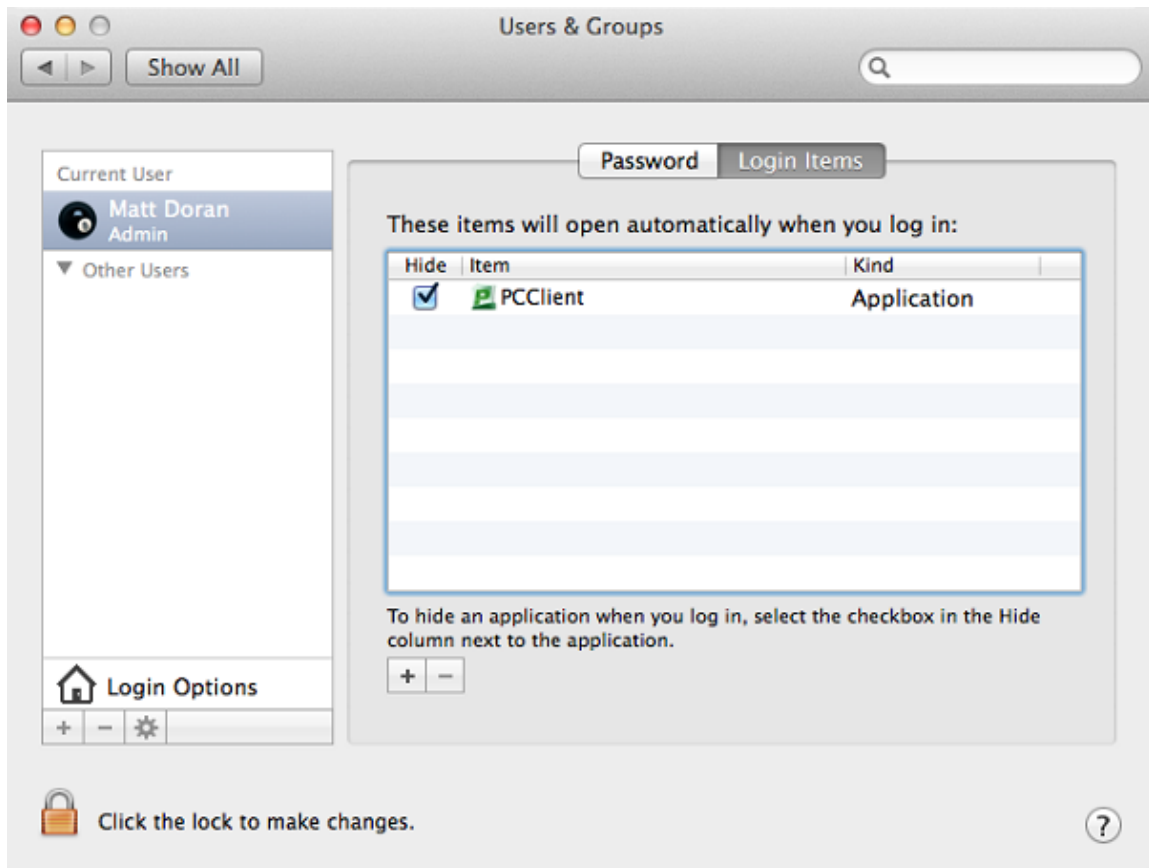 Users & Groups
Show All
Current User
Matt Doran
Admin
Other Users
Login Options
Password
Login Items
These items will open automatically when you log in:
Hide Item Kind
PCClient Application
To hide an application when you log in, select the checkbox in the Hide
column next to the application.
+ −
+ −
Click the lock to make changes.
?